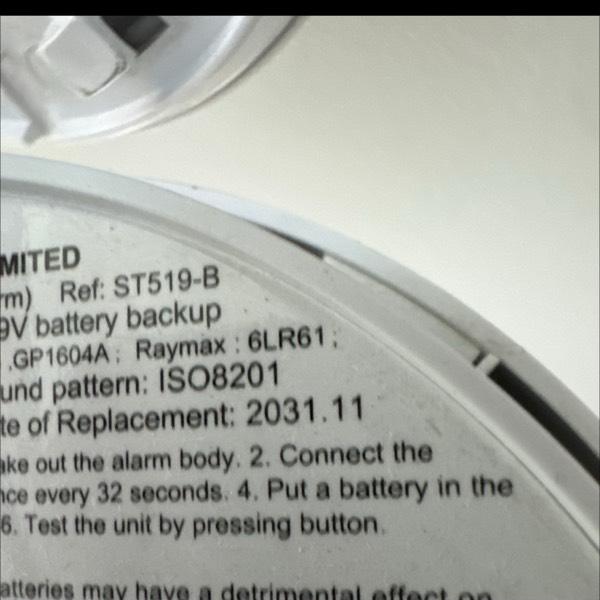 MITED
rm) Ref: ST519-B
9V battery backup
.GP1604A; Raymax : 6LR61;
und pattern: ISO8201
te of Replacement: 2031.11
ake out the alarm body. 2. Connect the
nce every 32 seconds. 4. Put a battery in the
6. Test the unit by pressing button.
atteries may have a detrimental effect on